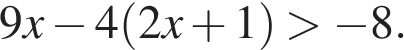 9x − 4(2x + 1) > −8.